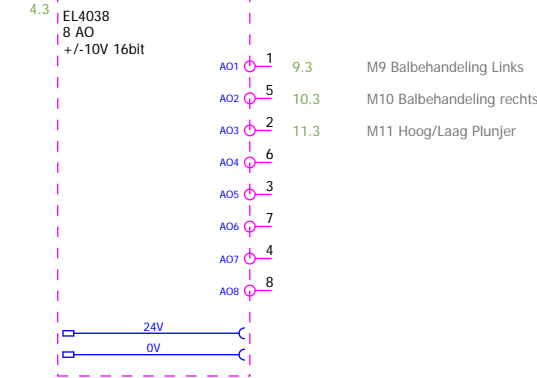 4.3
EL4038
8 AO
+/-10V 16bit
AO1 1 9.3 M9 Balbehandeling Links
AO2 5 10.3 M10 Balbehandeling rechts
AO3 2 11.3 M11 Hoog/Laag Plunjer
AO4 6
AO5 3
AO6 7
AO7 4
AO8 8
24V
0V